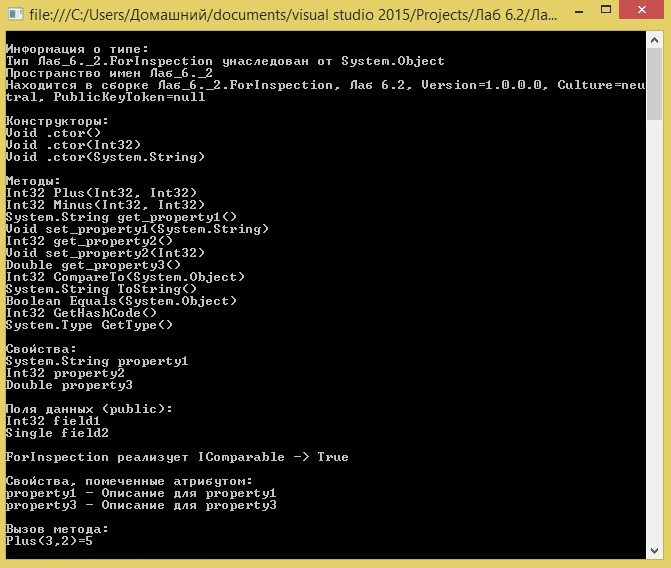 file:///C:/Users/Домашний/documents/visual studio 2015/Projects/Лаб 6.2/Ла...
Информация о типе:
Тип Лаб_6._2.ForInspection унаследован от System.Object
Пространство имен Лаб_6._2
Находится в сборке Лаб_6._2.ForInspection, Лаб 6.2, Version=1.0.0.0, Culture=neu
tral, PublicKeyToken=null
Конструкторы:
Void .ctor()
Void .ctor(Int32)
Void .ctor(System.String)
Методы:
Int32 Plus(Int32, Int32)
Int32 Minus(Int32, Int32)
System.String get_property1()
Void set_property1(System.String)
Int32 get_property2()
Void set_property2(Int32)
Double get_property3()
Int32 CompareTo(System.Object)
System.String ToString()
Boolean Equals(System.Object)
Int32 GetHashCode()
System.Type GetType()
Свойства:
System.String property1
Int32 property2
Double property3
Поля данных (public):
Int32 field1
Single field2
ForInspection реализует IComparable -> True
Свойства, помеченные атрибутом:
property1 - Описание для property1
property3 - Описание для property3
Вызов метода:
Plus(3,2)=5